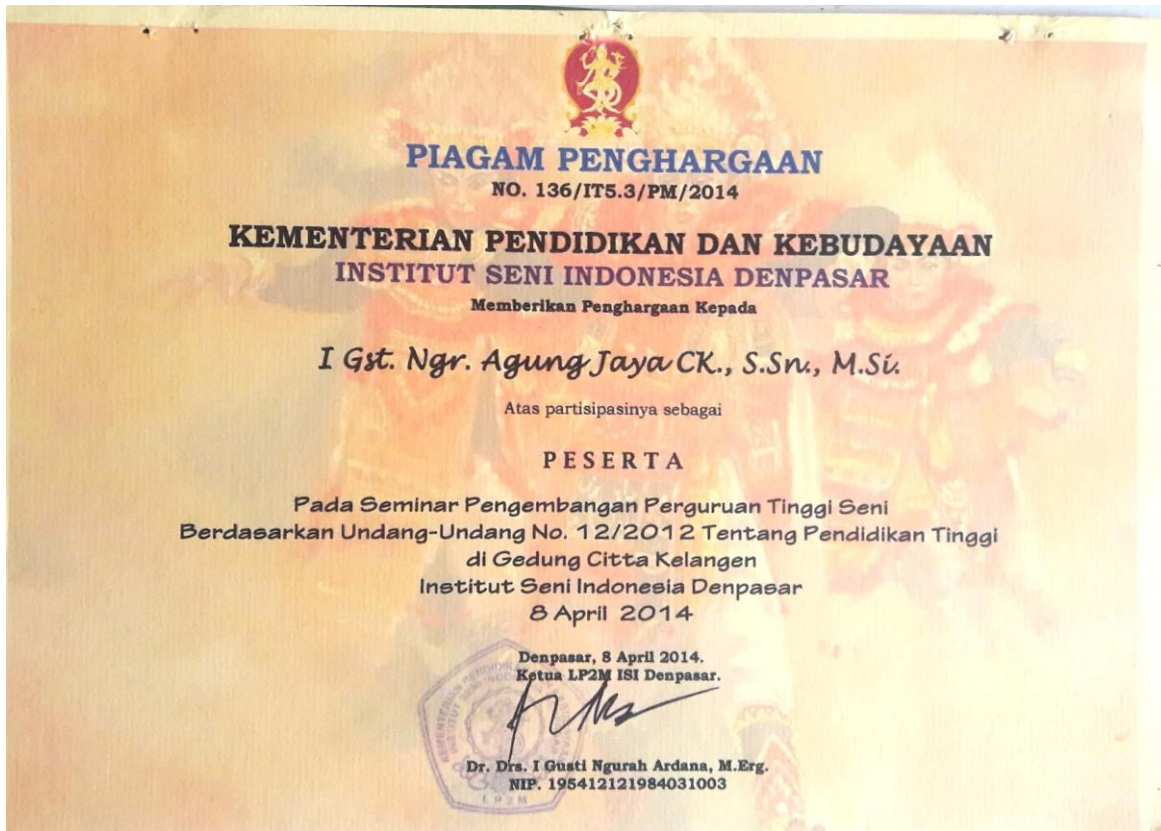 PIAGAM PENGHARGAAN
NO. 136/IT5.3/PM/2014
KEMENTERIAN PENDIDIKAN DAN KEBUDAYAAN
INSTITUT SENI INDONESIA DENPASAR
Memberikan Penghargaan Kepada
I Gst. Ngr. Agung Jaya CK., S.Sn., M.Si.
Atas partisipasinya sebagai
PESERTA
Pada Seminar Pengembangan Perguruan Tinggi Seni
Berdasarkan Undang-Undang No. 12/2012 Tentang Pendidikan Tinggi
di Gedung Citta Kelangen
Institut Seni Indonesia Denpasar
8 April 2014
Denpasar, 8 April 2014.
Ketua LP2M ISI Denpasar.
Dr. Drs. I Gusti Ngurah Ardana, M.Erg.
NIP. 195412121984031003
LP2M